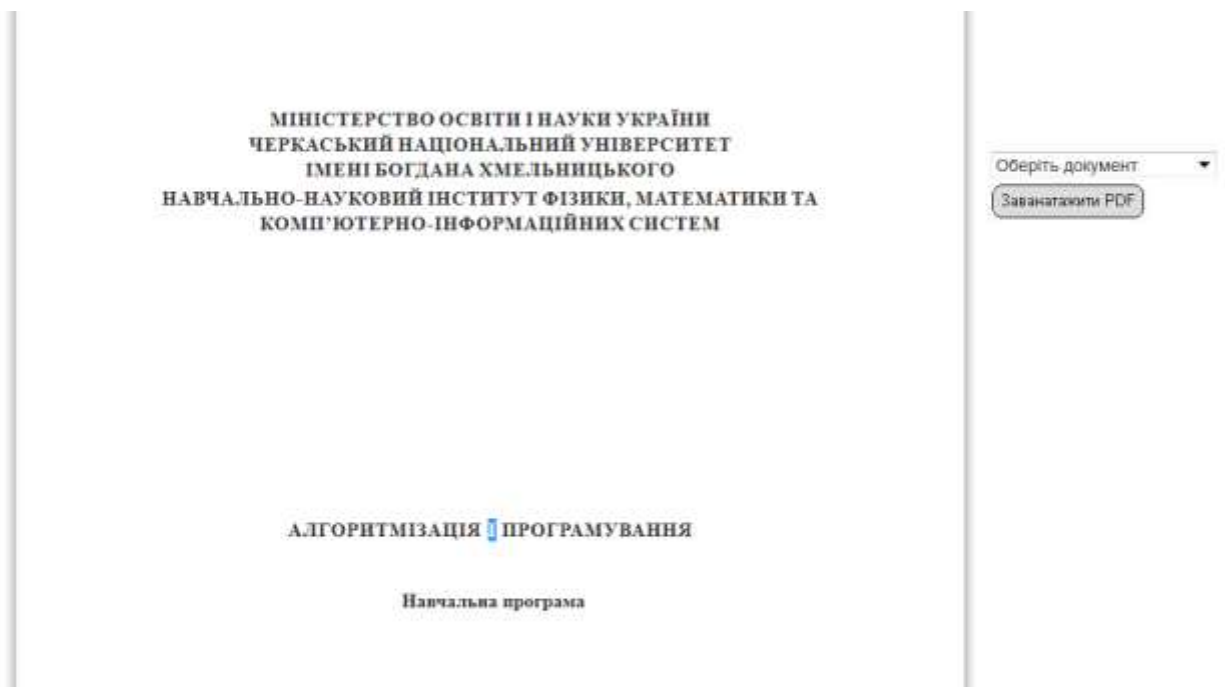 МІНІСТЕРСТВО ОСВІТИ І НАУКИ УКРАЇНИ
ЧЕРКАСЬКИЙ НАЦІОНАЛЬНИЙ УНІВЕРСИТЕТ
ІМЕНІ БОГДАНА ХМЕЛЬНИЦЬКОГО
НАВЧАЛЬНО-НАУКОВИЙ ІНСТИТУТ ФІЗИКИ, МАТЕМАТИКИ ТА
КОМП’ЮТЕРНО-ІНФОРМАЦІЙНИХ СИСТЕМ
Оберіть документ
Заванатажити PDF
АЛГОРИТМІЗАЦІЯ І ПРОГРАМУВАННЯ
Навчальна програма